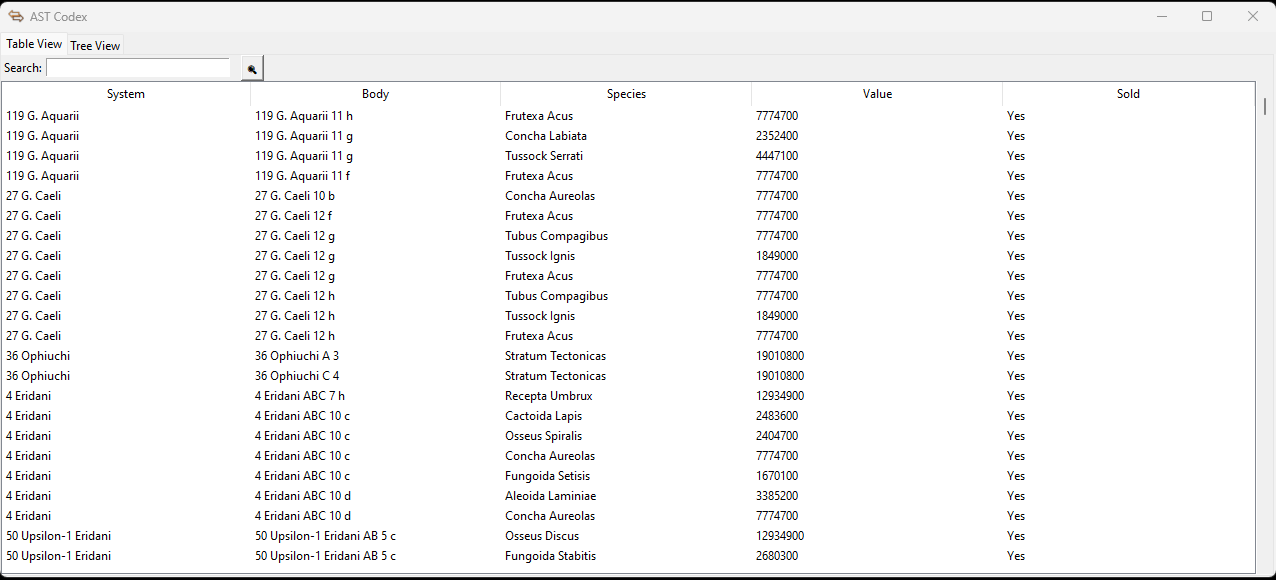 AST Codex
Table View Tree View
Search:
System Body Species Value Sold
119 G. Aquarii 119 G. Aquarii 11 h Frutexa Acus 7774700 Yes
119 G. Aquarii 119 G. Aquarii 11 g Concha Labiata 2352400 Yes
119 G. Aquarii 119 G. Aquarii 11 g Tussock Serrati 4447100 Yes
119 G. Aquarii 119 G. Aquarii 11 f Frutexa Acus 7774700 Yes
27 G. Caeli 27 G. Caeli 10 b Concha Aureolas 7774700 Yes
27 G. Caeli 27 G. Caeli 12 f Frutexa Acus 7774700 Yes
27 G. Caeli 27 G. Caeli 12 g Tubus Compagibus 7774700 Yes
27 G. Caeli 27 G. Caeli 12 g Tussock Ignis 1849000 Yes
27 G. Caeli 27 G. Caeli 12 g Frutexa Acus 7774700 Yes
27 G. Caeli 27 G. Caeli 12 h Tubus Compagibus 7774700 Yes
27 G. Caeli 27 G. Caeli 12 h Tussock Ignis 1849000 Yes
27 G. Caeli 27 G. Caeli 12 h Frutexa Acus 7774700 Yes
36 Ophiuchi 36 Ophiuchi A 3 Stratum Tectonicas 19010800 Yes
36 Ophiuchi 36 Ophiuchi C 4 Stratum Tectonicas 19010800 Yes
4 Eridani 4 Eridani ABC 7 h Recepta Umbrux 12934900 Yes
4 Eridani 4 Eridani ABC 10 c Cactoida Lapis 2483600 Yes
4 Eridani 4 Eridani ABC 10 c Osseus Spiralis 2404700 Yes
4 Eridani 4 Eridani ABC 10 c Concha Aureolas 7774700 Yes
4 Eridani 4 Eridani ABC 10 c Fungoida Setisis 1670100 Yes
4 Eridani 4 Eridani ABC 10 d Aleoida Laminiae 3385200 Yes
4 Eridani 4 Eridani ABC 10 d Concha Aureolas 7774700 Yes
50 Upsilon-1 Eridani 50 Upsilon-1 Eridani AB 5 c Osseus Discus 12934900 Yes
50 Upsilon-1 Eridani 50 Upsilon-1 Eridani AB 5 c Fungoida Stabitis 2680300 Yes